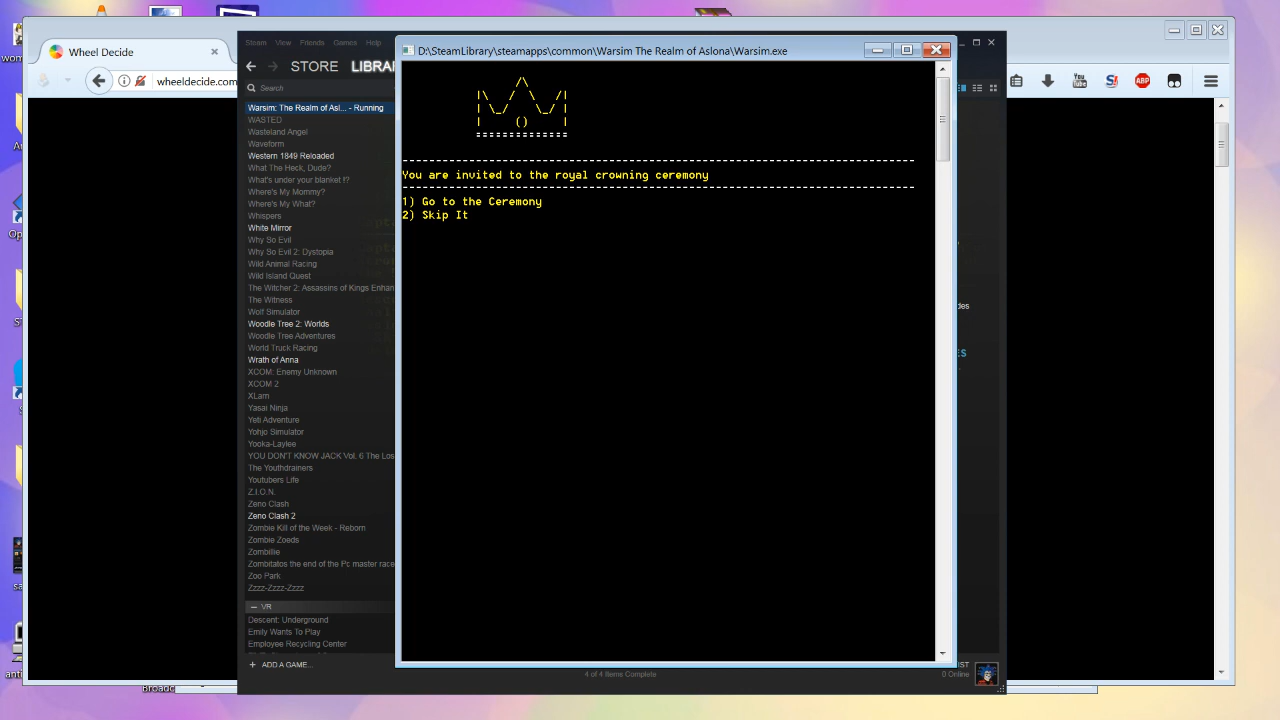 Wheel Decide
wheeldecide.com
Steam View Friends Games Help
STORE LIBRA
Search
Warsim: The Realm of Asl... - Running
WASTED
Wasteland Angel
Waveform
Western 1849 Reloaded
What The Heck, Dude?
What's under your blanket !?
Where's My Mommy?
Where's My What?
Whispers
White Mirror
Why So Evil
Why So Evil 2: Dystopia
Wild Animal Racing
Wild Island Quest
The Witcher 2: Assassins of Kings Enhan
The Witness
Wolf Simulator
Woodle Tree 2: Worlds
Woodle Tree Adventures
World Truck Racing
Wrath of Anna
XCOM: Enemy Unknown
XCOM 2
XLarn
Yasai Ninja
Yeti Adventure
Yohjo Simulator
Yooka-Laylee
YOU DON'T KNOW JACK Vol. 6 The Los
The Youthdrainers
Youtubers Life
Z.I.O.N.
Zeno Clash
Zeno Clash 2
Zombie Kill of the Week - Reborn
Zombie Zoeds
Zombillie
Zombitatos the end of the Pc master race
Zoo Park
Zzzz-Zzzz-Zzzz
VR
Descent: Underground
Emily Wants To Play
Employee Recycling Center
ADD A GAME...
D:\SteamLibrary\steamapps\common\Warsim The Realm of Aslona\Warsim.exe
You are invited to the royal crowning ceremony
1) Go to the Ceremony
2) Skip It
You Tube
ABP
des
ES
4 of 4 Items Complete
IST
0 Online
Broadc